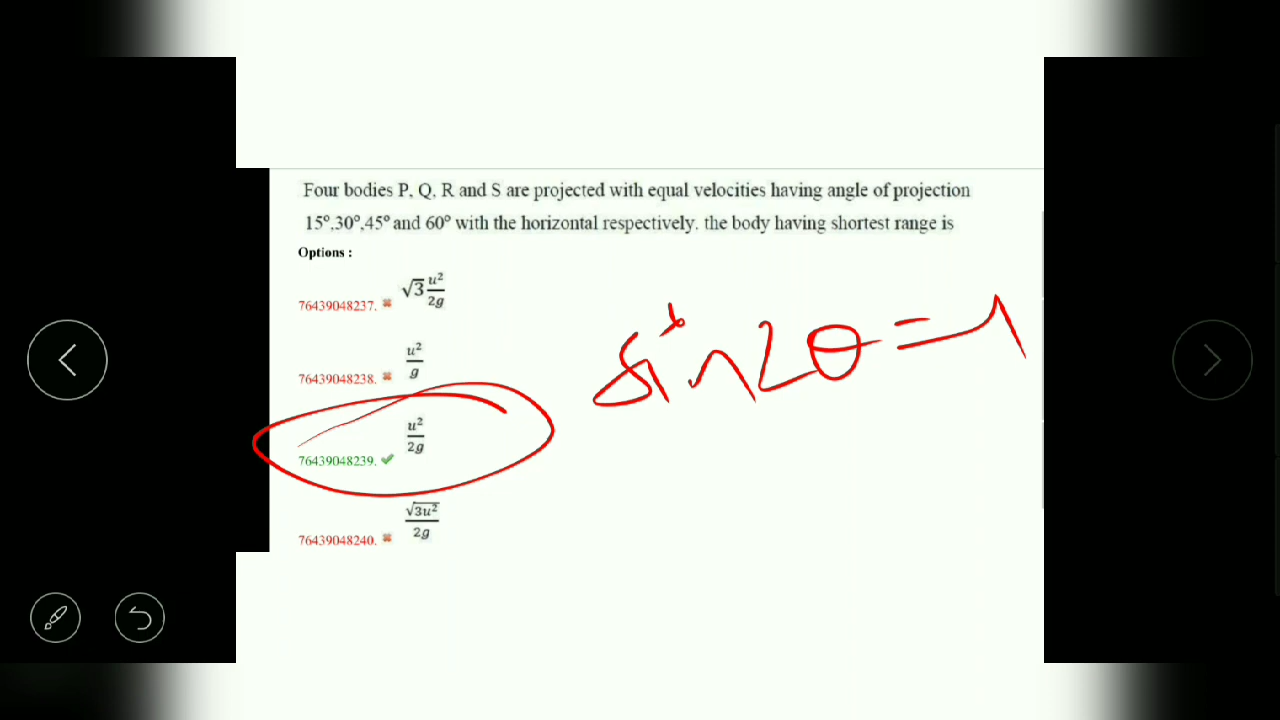 Four bodies P, Q, R and S are projected with equal velocities having angle of projection
15°,30°,45° and 60° with the horizontal respectively. the body having shortest range is
Options :
76439048237. ✖ √3 u²/2g
76439048238. ✖ u²/g
76439048239. ✔ u²/2g
76439048240. ✖ √3u²/2g
sin2θ=1